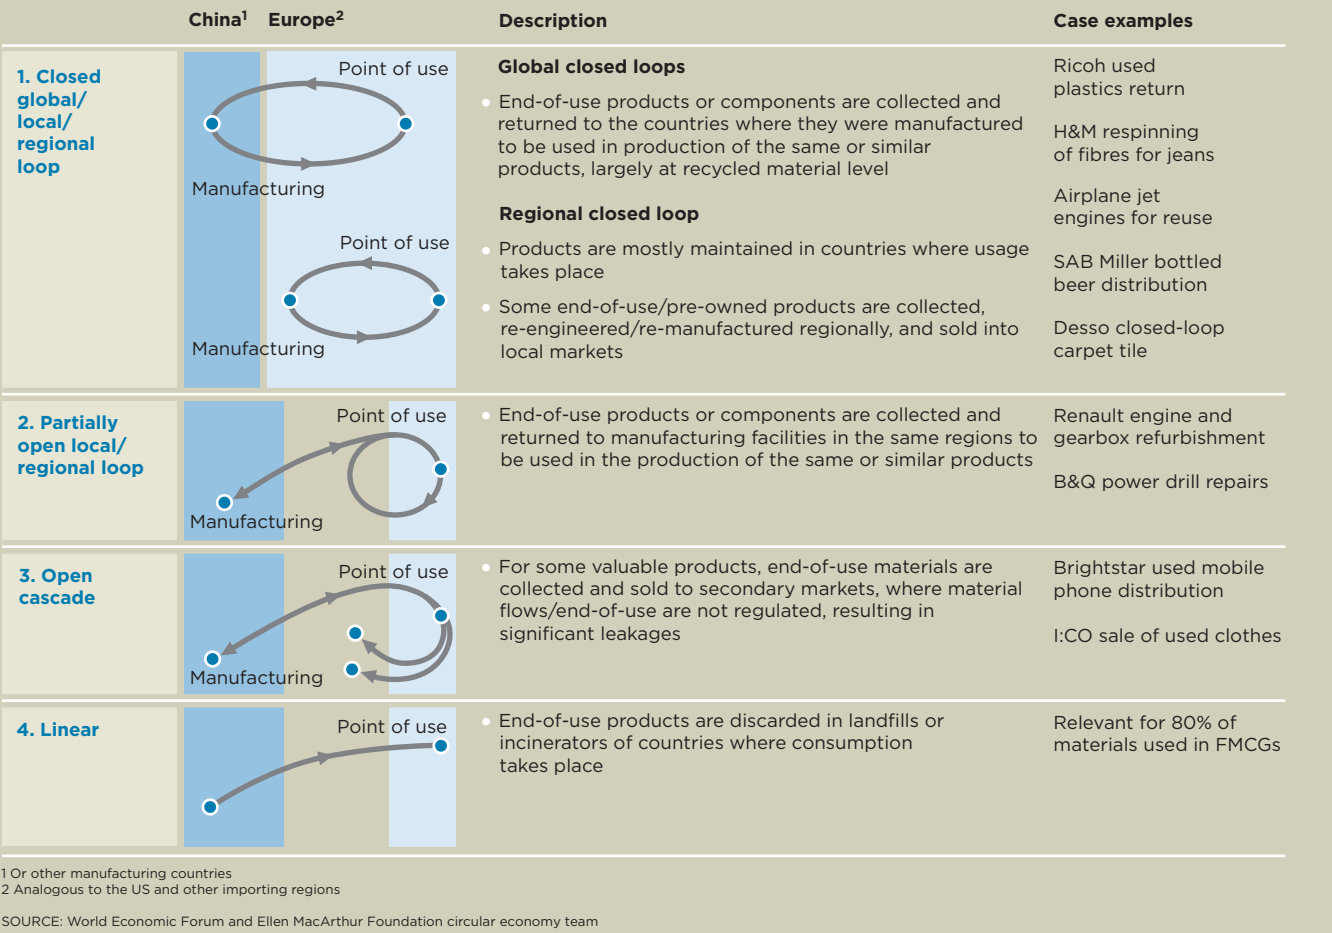 China1 Europe2 Description Case examples
1. Closed
global/
local/
regional
loop
Point of use
Manufacturing
Point of use
Manufacturing
Global closed loops
• End-of-use products or components are collected and
returned to the countries where they were manufactured
to be used in production of the same or similar
products, largely at recycled material level
Regional closed loop
• Products are mostly maintained in countries where usage
takes place
• Some end-of-use/pre-owned products are collected,
re-engineered/re-manufactured regionally, and sold into
local markets
Ricoh used
plastics return
H&M respinning
of fibres for jeans
Airplane jet
engines for reuse
SAB Miller bottled
beer distribution
Desso closed-loop
carpet tile
2. Partially
open local/
regional loop
Point of use
Manufacturing
• End-of-use products or components are collected and
returned to manufacturing facilities in the same regions to
be used in the production of the same or similar products
Renault engine and
gearbox refurbishment
B&Q power drill repairs
3. Open
cascade
Point of use
Manufacturing
• For some valuable products, end-of-use materials are
collected and sold to secondary markets, where material
flows/end-of-use are not regulated, resulting in
significant leakages
Brightstar used mobile
phone distribution
I:CO sale of used clothes
4. Linear
Point of use
• End-of-use products are discarded in landfills or
incinerators of countries where consumption
takes place
Relevant for 80% of
materials used in FMCGs
1 Or other manufacturing countries
2 Analogous to the US and other importing regions
SOURCE: World Economic Forum and Ellen MacArthur Foundation circular economy team